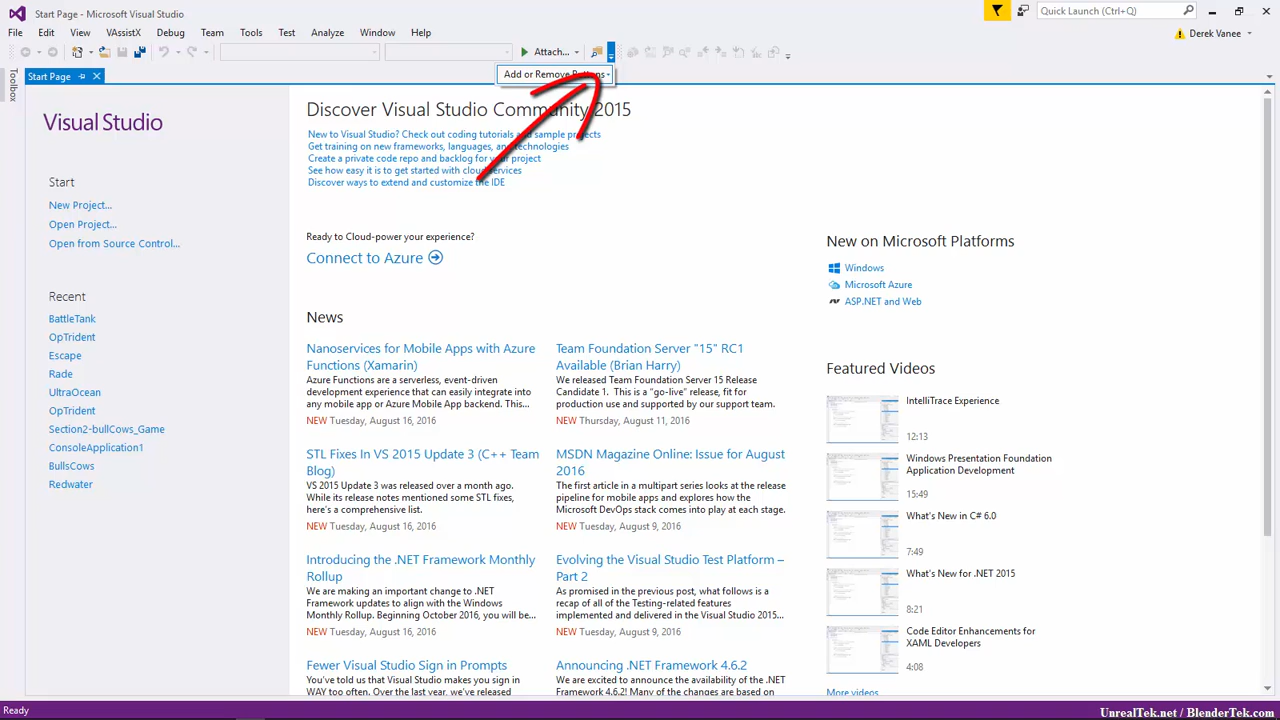 Start Page - Microsoft Visual Studio
Quick Launch (Ctrl+Q)
File Edit View VAssistX Debug Team Tools Test Analyze Window Help
Derek Vanee
Attach...
Toolbox
Start Page
Add or Remove Buttons
Visual Studio
Start
New Project...
Open Project...
Open from Source Control...
Recent
BattleTank
OpTrident
Escape
Rade
UltraOcean
OpTrident
Section2-bullCows_Game
ConsoleApplication1
BullsCows
Redwater
Discover Visual Studio Community 2015
New to Visual Studio? Check out coding tutorials and sample projects
Get training on new frameworks, languages, and technologies
Create a private code repo and backlog for your project
See how easy it is to get started with cloud services
Discover ways to extend and customize the IDE
Ready to Cloud-power your experience?
Connect to Azure
News
Nanoservices for Mobile Apps with Azure
Functions (Xamarin)
Azure Functions are a serverless, event-driven
development experience that can easily integrate into
any mobile app or Azure Mobile App backend. This...
NEW Tuesday, August 16, 2016
STL Fixes In VS 2015 Update 3 (C++ Team
Blog)
VS 2015 Update 3 was released over a month ago.
While its release notes mentioned some STL fixes,
here's a comprehensive list.
NEW Tuesday, August 16, 2016
Introducing the .NET Framework Monthly
Rollup
We are making an important change to .NET
Framework updates to align with the Windows
Monthly Rollup. Beginning October 2016, you will be...
NEW Tuesday, August 16, 2016
Fewer Visual Studio Sign-in Prompts
You've told us that Visual Studio makes you sign in
WAY too often. Over the last year, we've released
Team Foundation Server "15" RC1
Available (Brian Harry)
We released Team Foundation Server 15 Release
Candidate 1. This is a "go-live" release, fit for
production use and supported by our support team.
NEW Thursday, August 11, 2016
MSDN Magazine Online: Issue for August
2016
The first article in a multipart series looks at the release
pipeline for mobile apps and explores how the
Microsoft DevOps stack comes into play at each stage.
NEW Tuesday, August 9, 2016
Evolving the Visual Studio Test Platform –
Part 2
As promised in the previous post, what follows is a
recap of all of the Testing-related features
implemented and delivered in the Visual Studio 2015...
NEW Tuesday, August 9, 2016
Announcing .NET Framework 4.6.2
We are excited to announce the availability of the .NET
Framework 4.6.2! Many of the changes are based on
New on Microsoft Platforms
Windows
Microsoft Azure
ASP.NET and Web
Featured Videos
IntelliTrace Experience
12:13
Windows Presentation Foundation
Application Development
15:49
What's New in C# 6.0
7:49
What's New for .NET 2015
8:21
Code Editor Enhancements for
XAML Developers
4:08
More videos
Ready
UnrealTek.net / BlenderTek.com